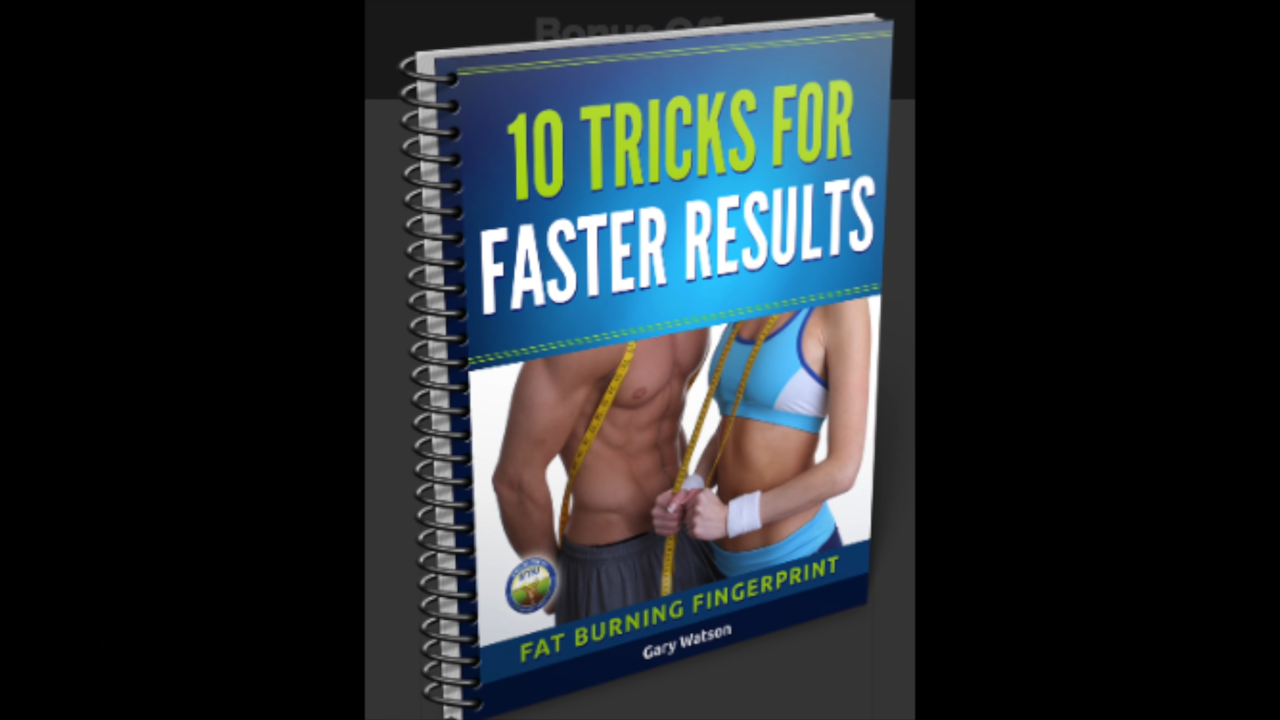 10 TRICKS FOR
FASTER RESULTS
FAT BURNING FINGERPRINT
Gary Watson